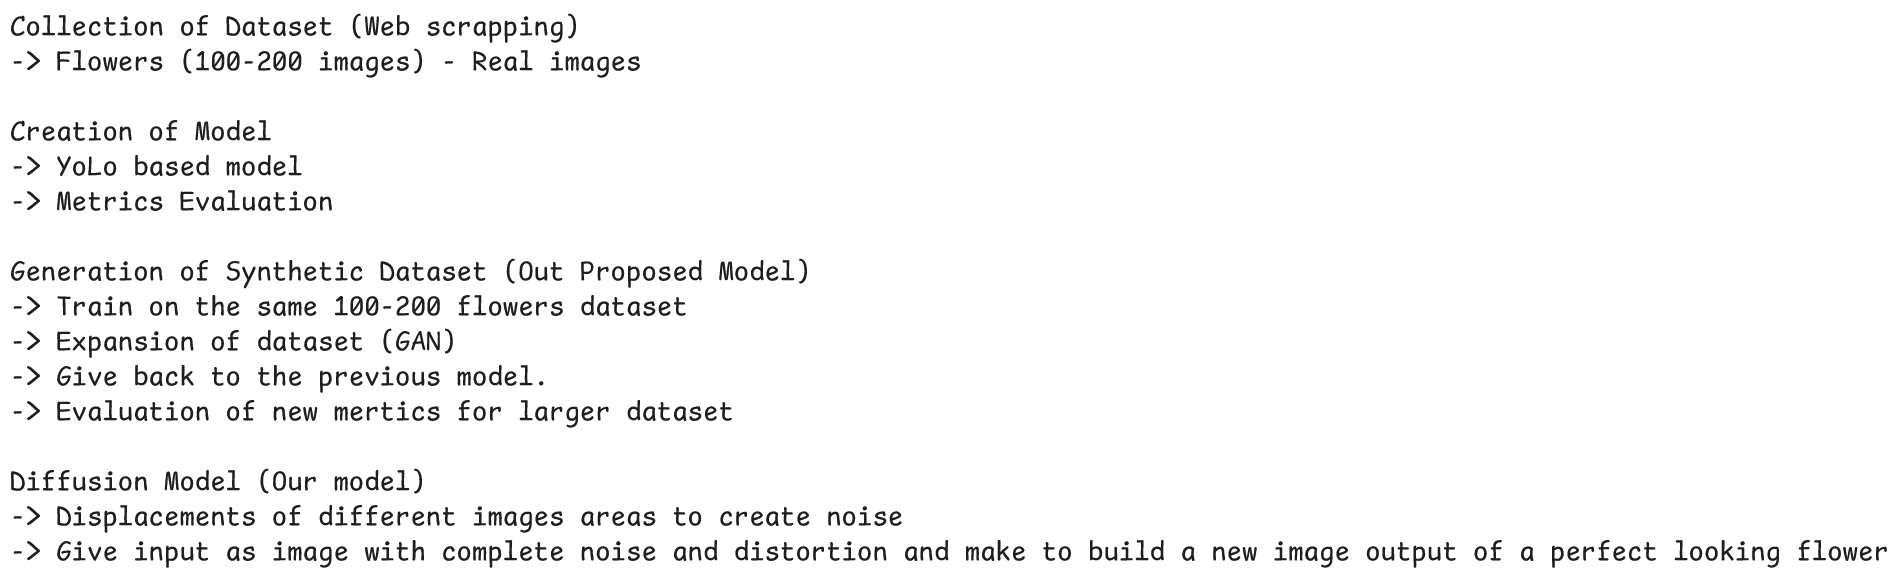 Collection of Dataset (Web scrapping)
-> Flowers (100-200 images) - Real images
Creation of Model
-> YoLo based model
-> Metrics Evaluation
Generation of Synthetic Dataset (Out Proposed Model)
-> Train on the same 100-200 flowers dataset
-> Expansion of dataset (GAN)
-> Give back to the previous model.
-> Evaluation of new mertics for larger dataset
Diffusion Model (Our model)
-> Displacements of different images areas to create noise
-> Give input as image with complete noise and distortion and make to build a new image output of a perfect looking flower